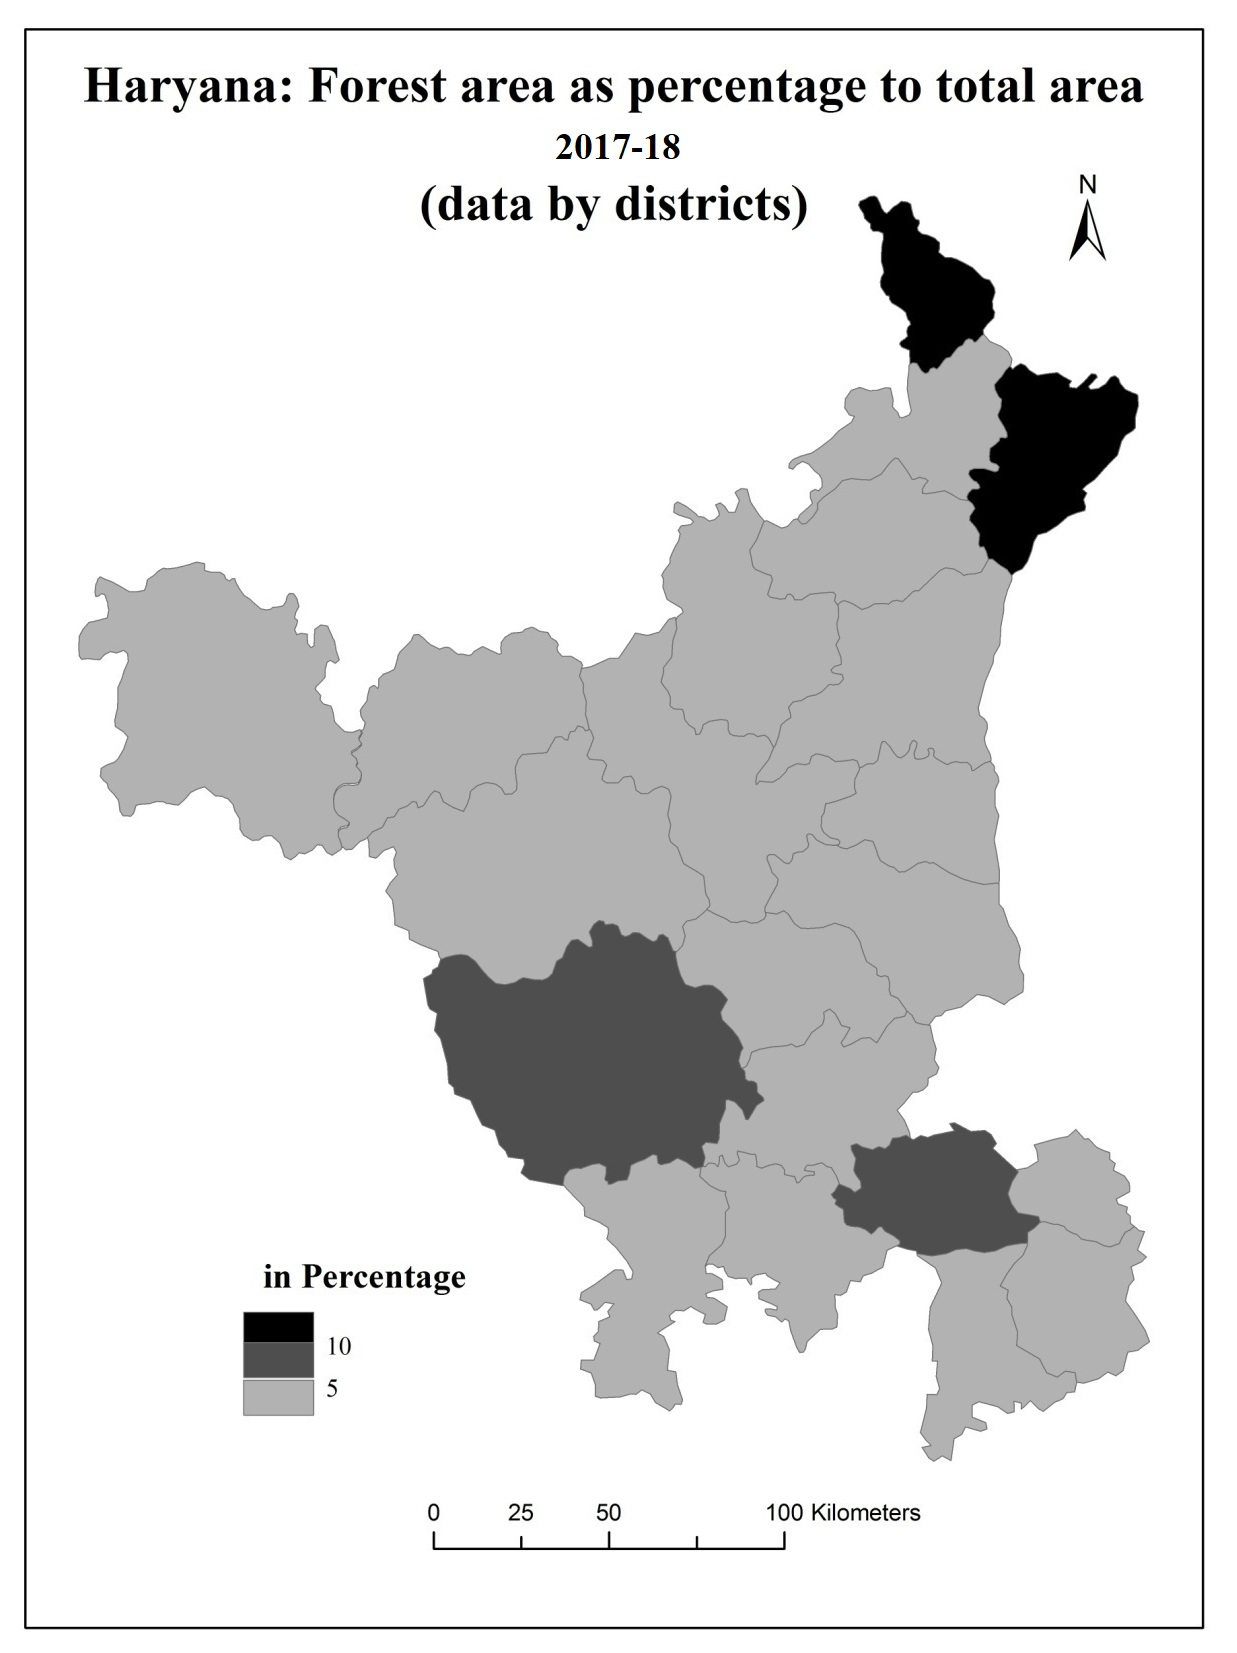 Haryana: Forest area as percentage to total area
2017-18
(data by districts)
N
in Percentage
10
5
0 25 50 100 Kilometers